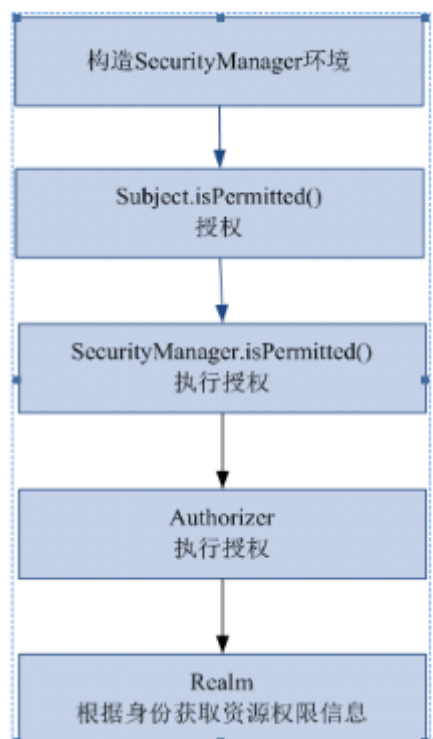 构造SecurityManager环境
Subject.isPermitted()
授权
SecurityManager.isPermitted()
执行授权
Authorizer
执行授权
Realm
根据身份获取资源权限信息